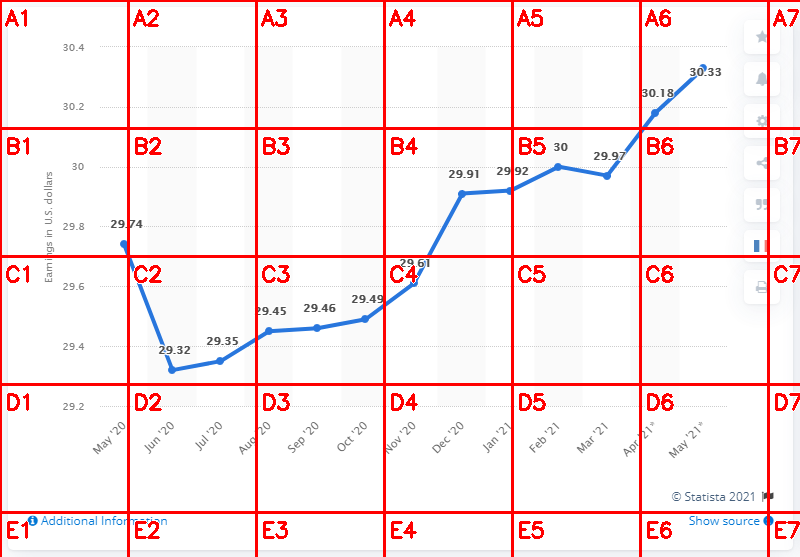 A1 A2 A3 A4 A5 A6 A7
30.4
30.33
30.18
30.2
B1 B2 B3 B4 B5 B6 B7
30
29.91 29.92 30 29.97
Earnings in U.S. dollars
29.8
29.74
C1 C2 C3 C4 C5 C6 C7
29.61
29.6
29.45 29.46 29.49
29.32 29.35
29.4
D1 D2 D3 D4 D5 D6 D7
29.2
May '20 Jun '20 Jul '20 Aug '20 Sep '20 Oct '20 Nov '20 Dec '20 Jan '21 Feb '21 Mar '21 Apr '21* May '21*
© Statista 2021
E1 E2 E3 E4 E5 E6 E7
Additional Information
Show source